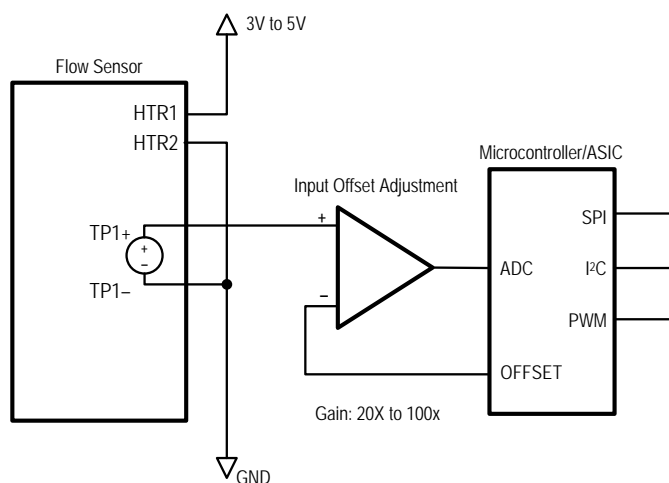 3V to 5V
Flow Sensor
HTR1
HTR2
Microcontroller/ASIC
Input Offset Adjustment
SPI
+
TP1+
+
ADC
I²C
−
TP1−
−
PWM
OFFSET
Gain: 20X to 100x
GND